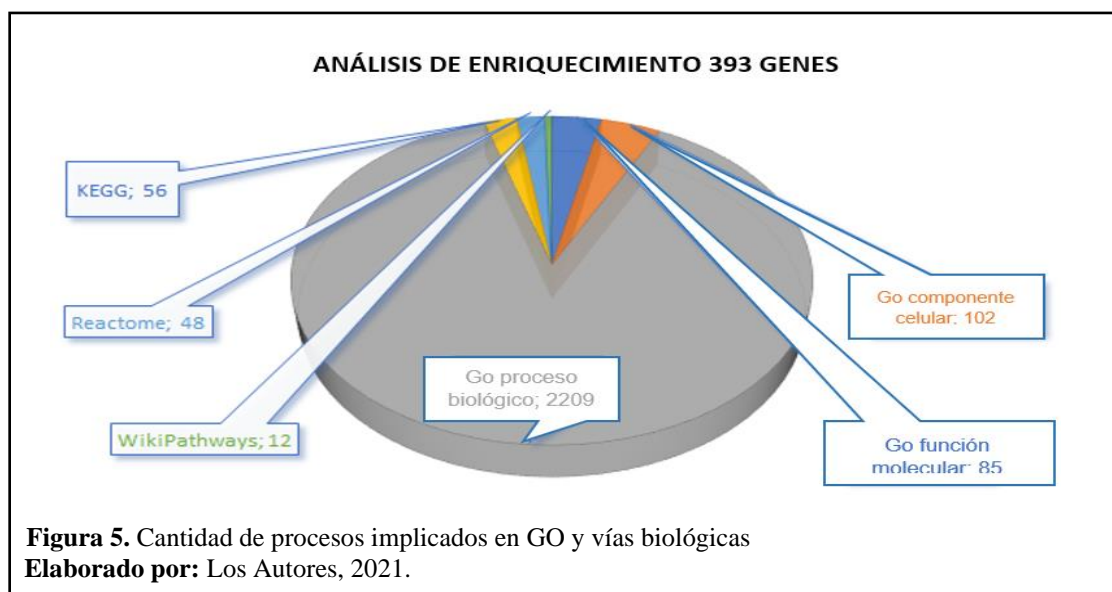 ANÁLISIS DE ENRIQUECIMIENTO 393 GENES
KEGG; 56
Reactome; 48
WikiPathways; 12
Go proceso
biológico; 2209
Go componente
celular; 102
Go función
molecular; 85
Figura 5. Cantidad de procesos implicados en GO y vías biológicas
Elaborado por: Los Autores, 2021.